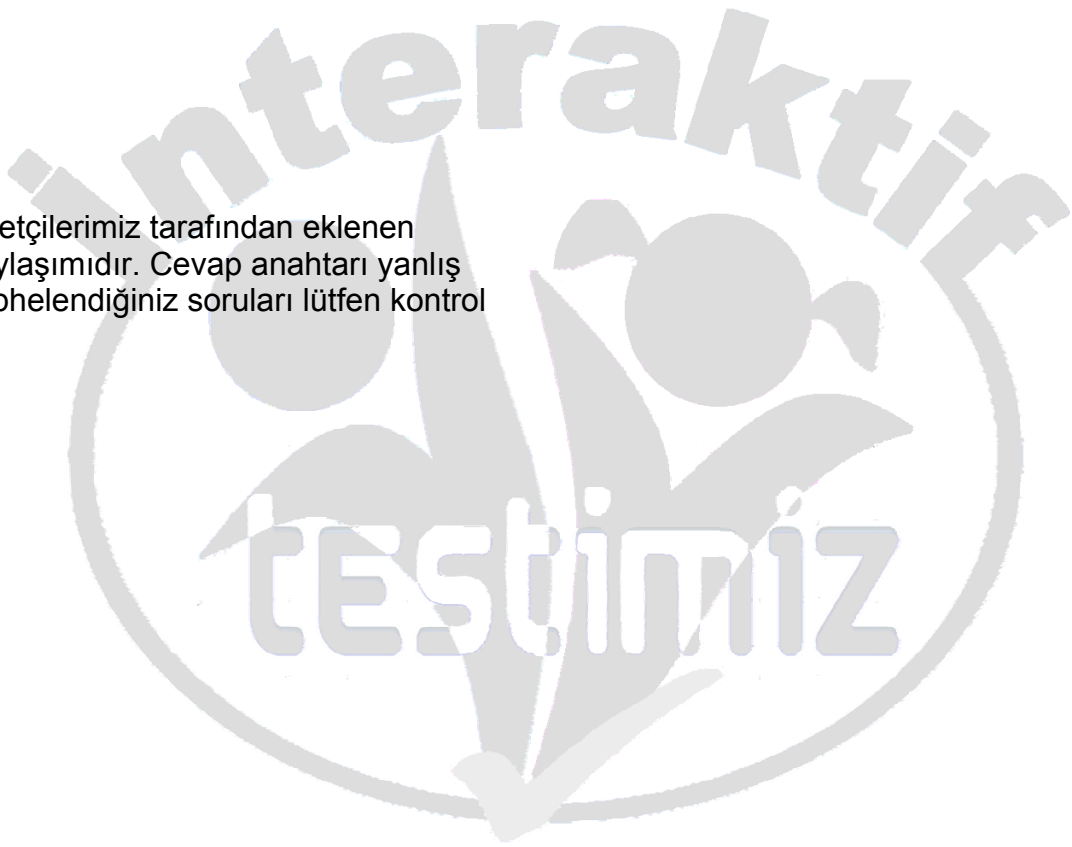 interaktif
etçilerimiz tarafından eklenen
ylaşımıdır. Cevap anahtarı yanlış
phelendiğiniz soruları lütfen kontrol
testimiz